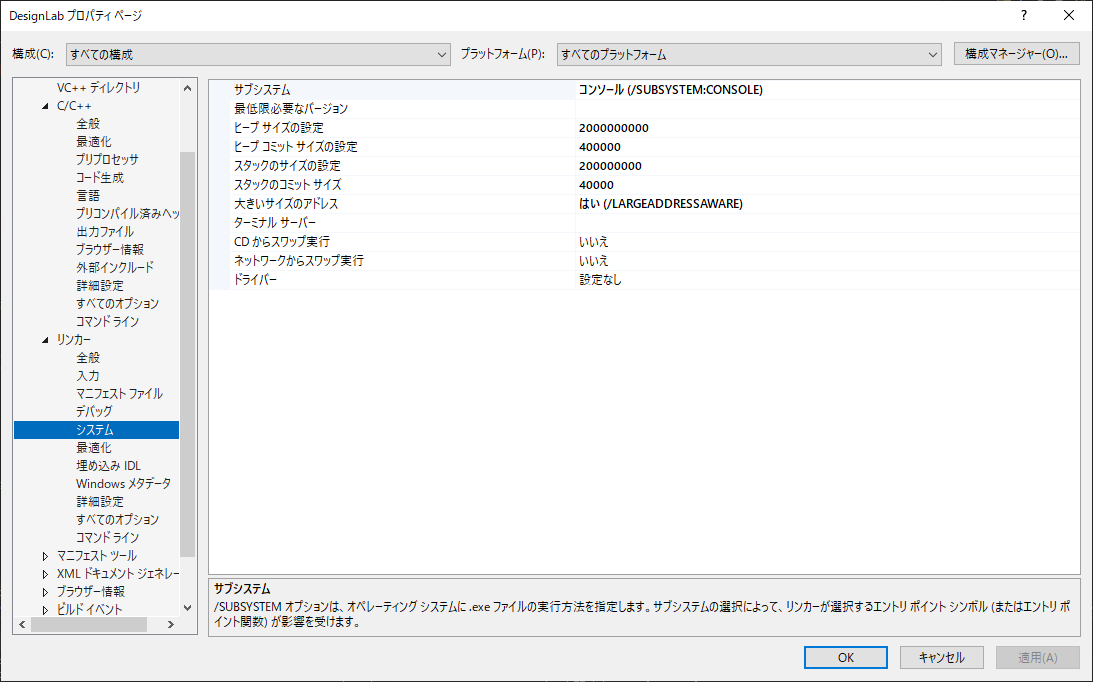 DesignLab プロパティ ページ
?
構成(C):
すべての構成
プラットフォーム(P):
すべてのプラットフォーム
構成マネージャー(O)...
VC++ ディレクトリ
C/C++
全般
最適化
プリプロセッサ
コード生成
言語
プリコンパイル済みヘッ
出力ファイル
ブラウザー情報
外部インクルード
詳細設定
すべてのオプション
コマンド ライン
リンカー
全般
入力
マニフェスト ファイル
デバッグ
システム
最適化
埋め込み IDL
Windows メタデータ
詳細設定
すべてのオプション
コマンド ライン
マニフェスト ツール
XML ドキュメント ジェネレー
ブラウザー情報
ビルド イベント
サブシステム コンソール (/SUBSYSTEM:CONSOLE)
最低限必要なバージョン
ヒープ サイズの設定 2000000000
ヒープ コミット サイズの設定 400000
スタックのサイズの設定 200000000
スタックのコミット サイズ 40000
大きいサイズのアドレス はい (/LARGEADDRESSAWARE)
ターミナル サーバー
CD からスワップ実行 いいえ
ネットワークからスワップ実行 いいえ
ドライバー 設定なし
サブシステム
/SUBSYSTEM オプションは、オペレーティング システムに .exe ファイルの実行方法を指定します。サブシステムの選択によって、リンカーが選択するエントリ ポイント シンボル (またはエントリ ポ
イント関数) が影響を受けます。
OK
キャンセル
適用(A)